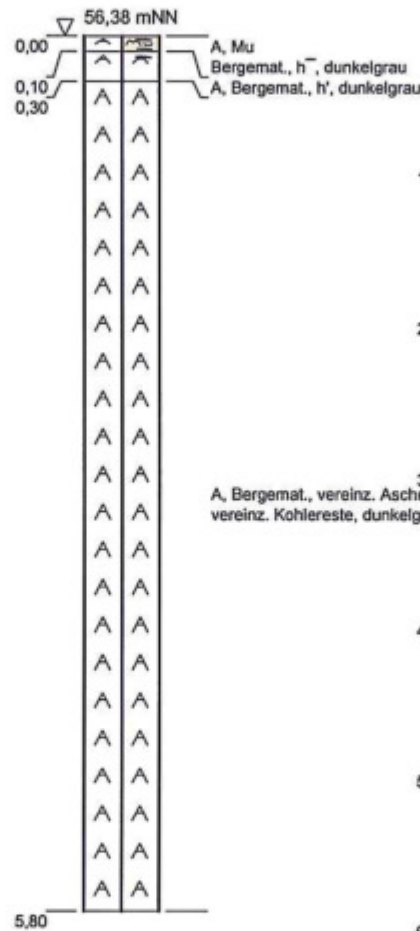 56,38 mNN
0,00
A, Mu
Bergemat., h‾, dunkelgrau
0,10
A, Bergemat., h', dunkelgrau
0,30
A, Bergemat., vereinz.
vereinz. Kohlereste,
5,80